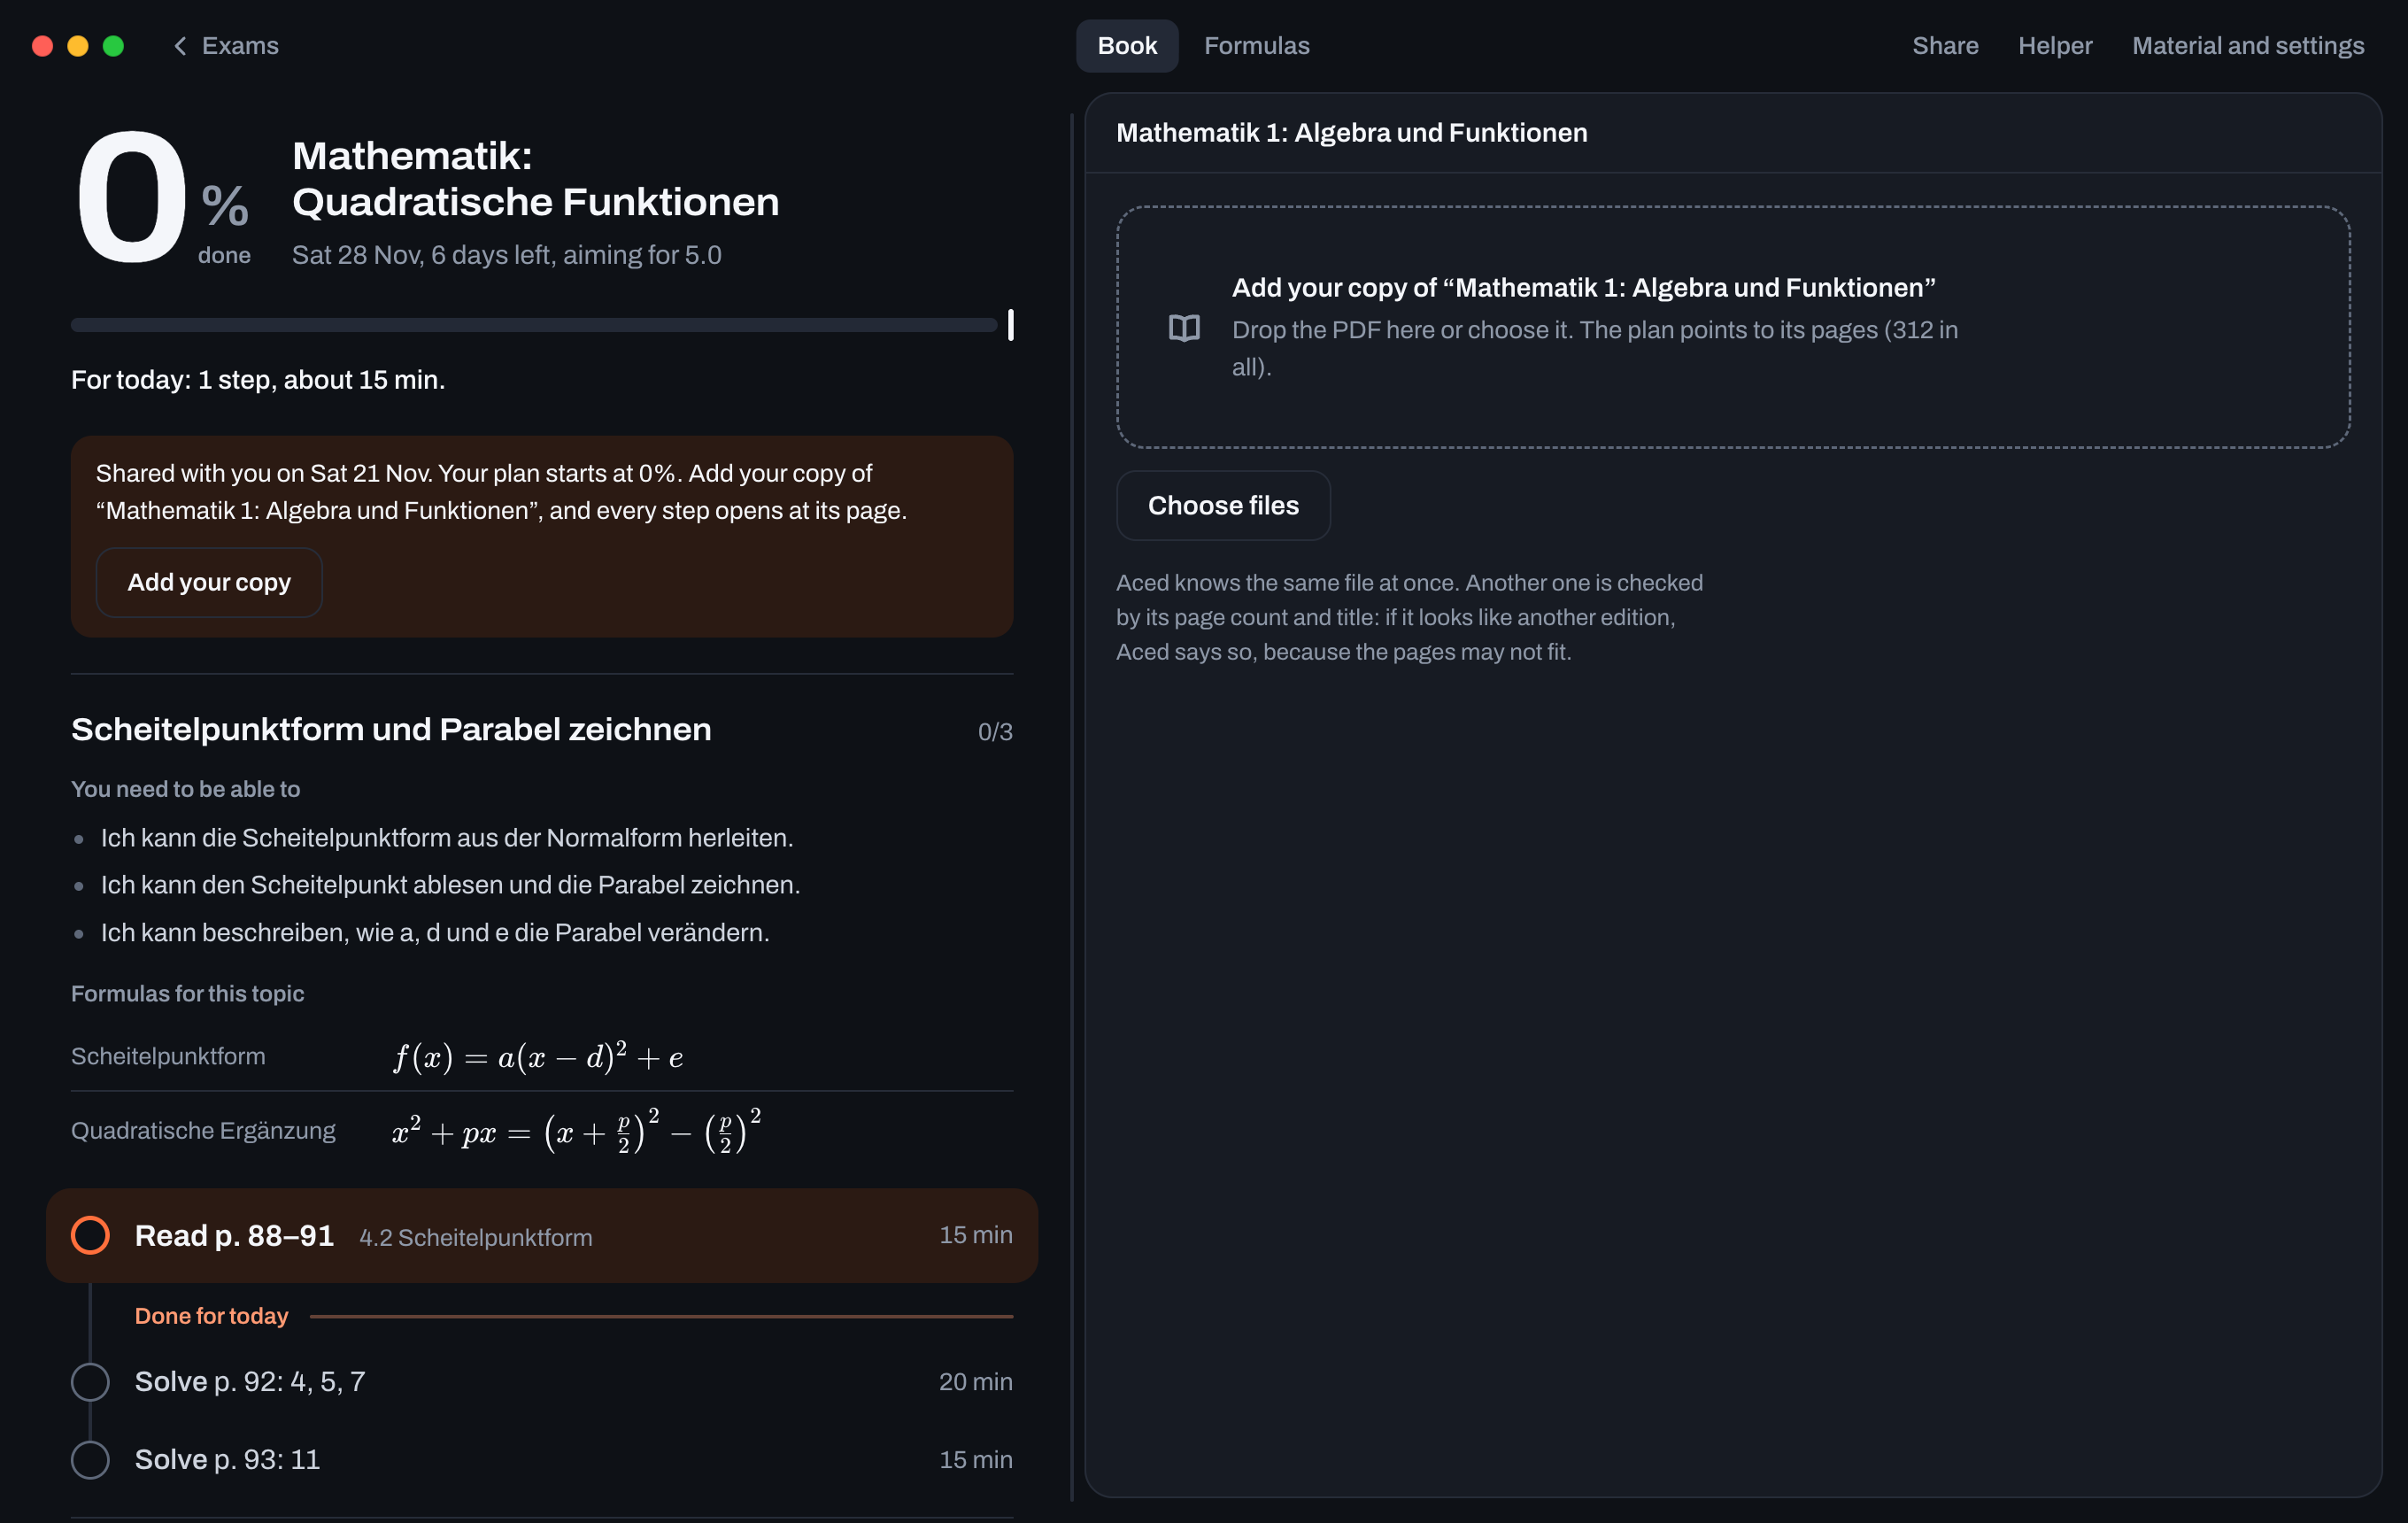 Exams
Book
Formulas
Share
Helper
Material and settings
0 %
done
Mathematik:
Quadratische Funktionen
Sat 28 Nov, 6 days left, aiming for 5.0
For today: 1 step, about 15 min.
Shared with you on Sat 21 Nov. Your plan starts at 0%. Add your copy of
“Mathematik 1: Algebra und Funktionen”, and every step opens at its page.
Add your copy
Scheitelpunktform und Parabel zeichnen 0/3
You need to be able to
• Ich kann die Scheitelpunktform aus der Normalform herleiten.
• Ich kann den Scheitelpunkt ablesen und die Parabel zeichnen.
• Ich kann beschreiben, wie a, d und e die Parabel verändern.
Formulas for this topic
Scheitelpunktform f(x) = a(x − d)² + e
Quadratische Ergänzung x² + px = (x + p/2)² − (p/2)²
Read p. 88–91 4.2 Scheitelpunktform 15 min
Done for today
Solve p. 92: 4, 5, 7 20 min
Solve p. 93: 11 15 min
Mathematik 1: Algebra und Funktionen
Add your copy of “Mathematik 1: Algebra und Funktionen”
Drop the PDF here or choose it. The plan points to its pages (312 in
all).
Choose files
Aced knows the same file at once. Another one is checked
by its page count and title: if it looks like another edition,
Aced says so, because the pages may not fit.